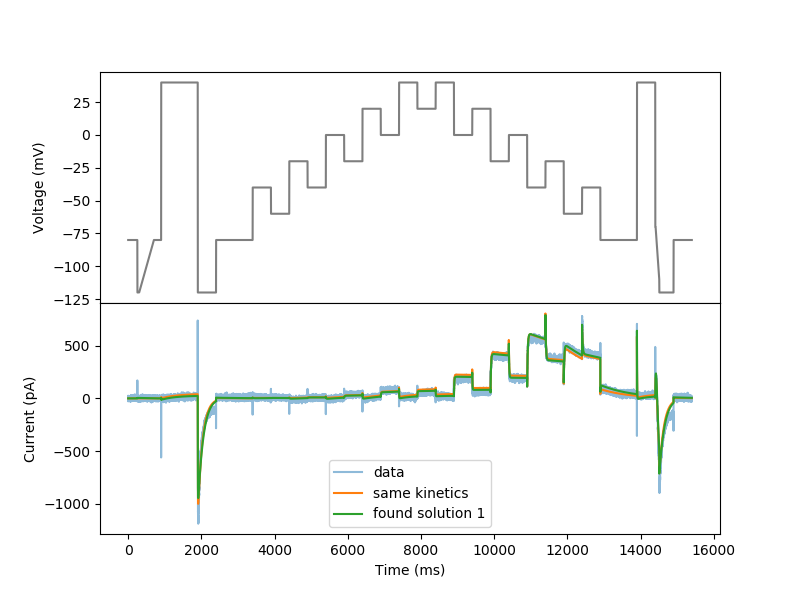 25
0
−25
−50
−75
−100
−125
Voltage (mV)
500
0
−500
−1000
Current (pA)
data
same kinetics
found solution 1
0 2000 4000 6000 8000 10000 12000 14000 16000
Time (ms)